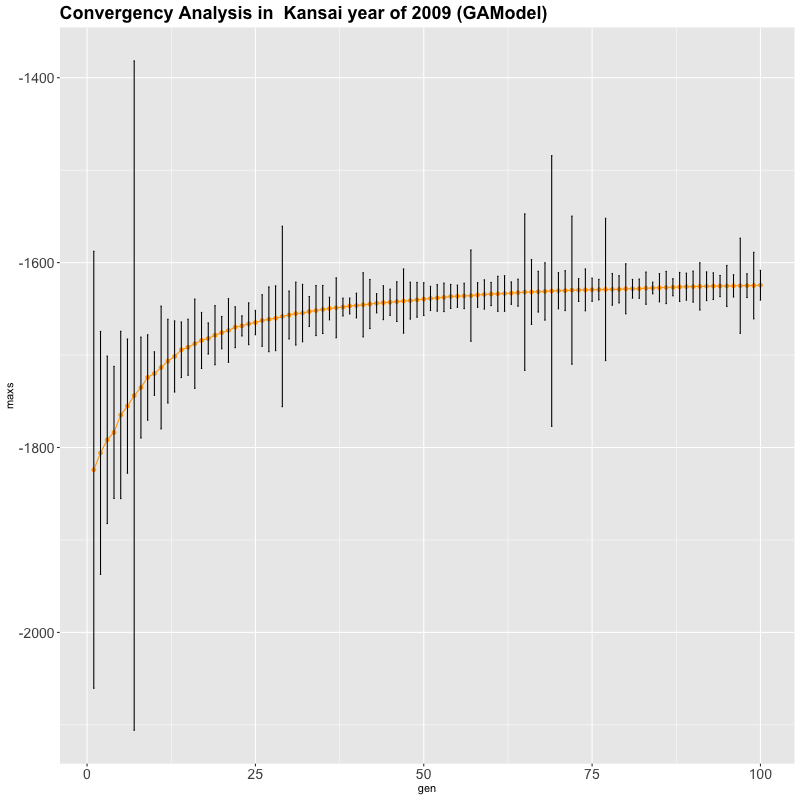 Convergency Analysis in  Kansai year of 2009 (GAModel)
-1400
-1600
-1800
-2000
maxs
0 25 50 75 100
gen